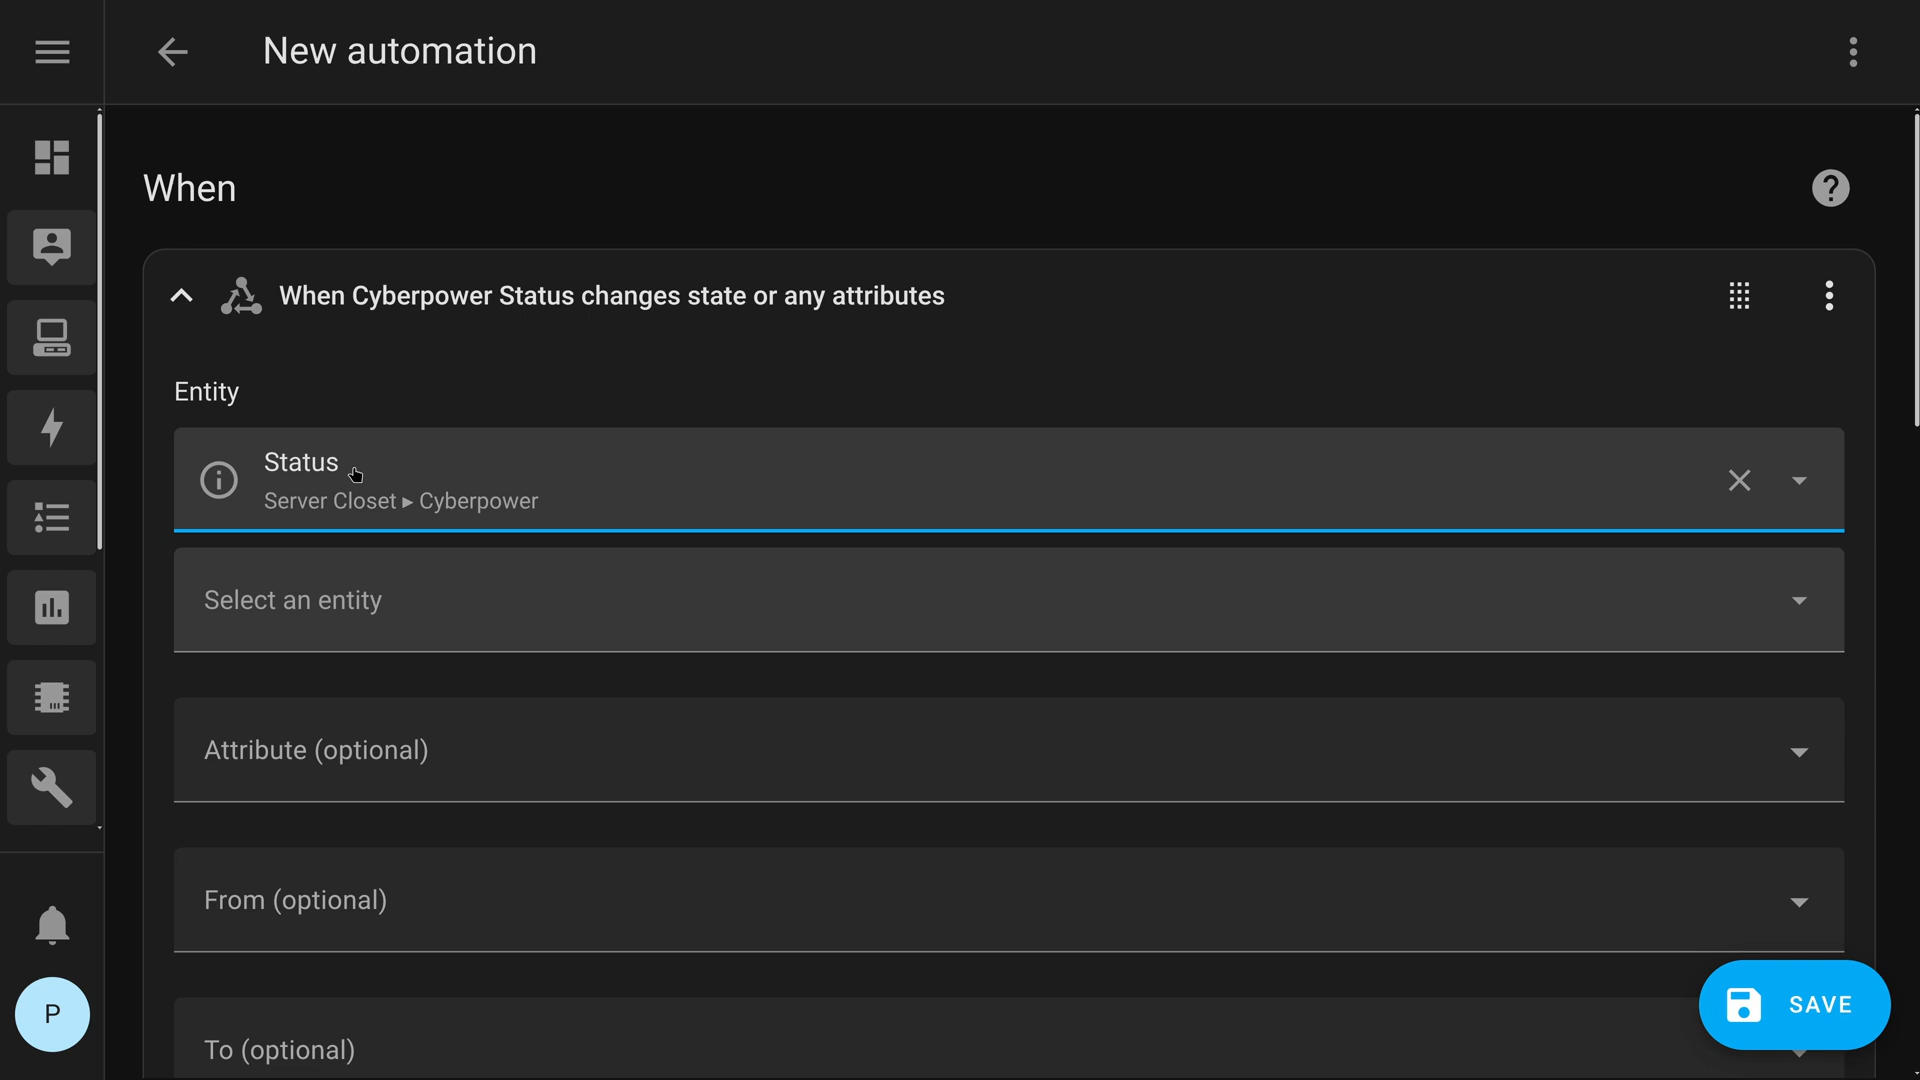 New automation
When
When Cyberpower Status changes state or any attributes
Entity
Status
Server Closet ▸ Cyberpower
Select an entity
Attribute (optional)
From (optional)
To (optional)
SAVE
P